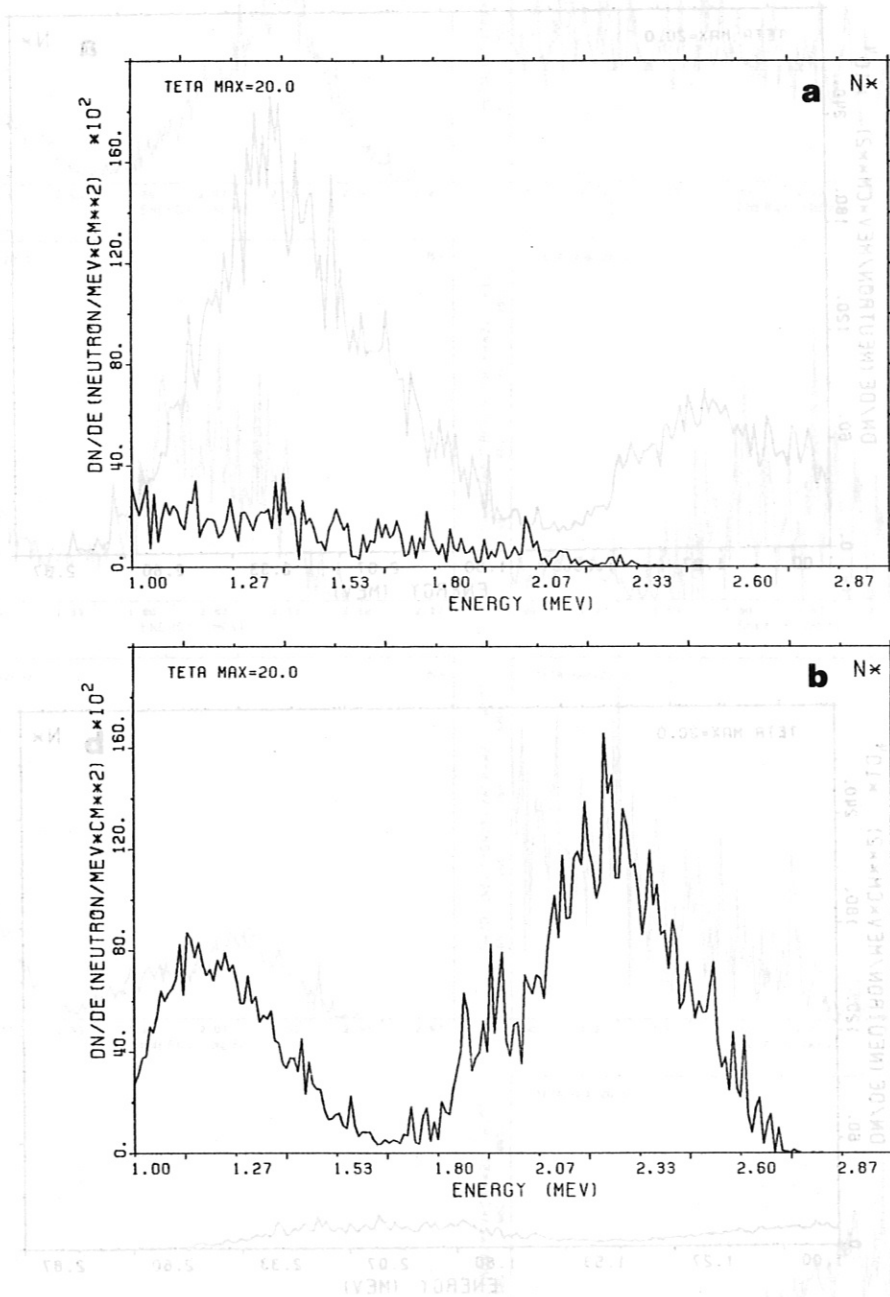 TETA MAX=20.0
a
N*
DN/DE (NEUTRON/MEV*CM**2) *10²
0. 40. 80. 120. 160.
1.00 1.27 1.53 1.80 2.07 2.33 2.60 2.87
ENERGY (MEV)
TETA MAX=20.0
b
N*
DN/DE (NEUTRON/MEV*CM**2) *10²
0. 40. 80. 120. 160.
1.00 1.27 1.53 1.80 2.07 2.33 2.60 2.87
ENERGY (MEV)